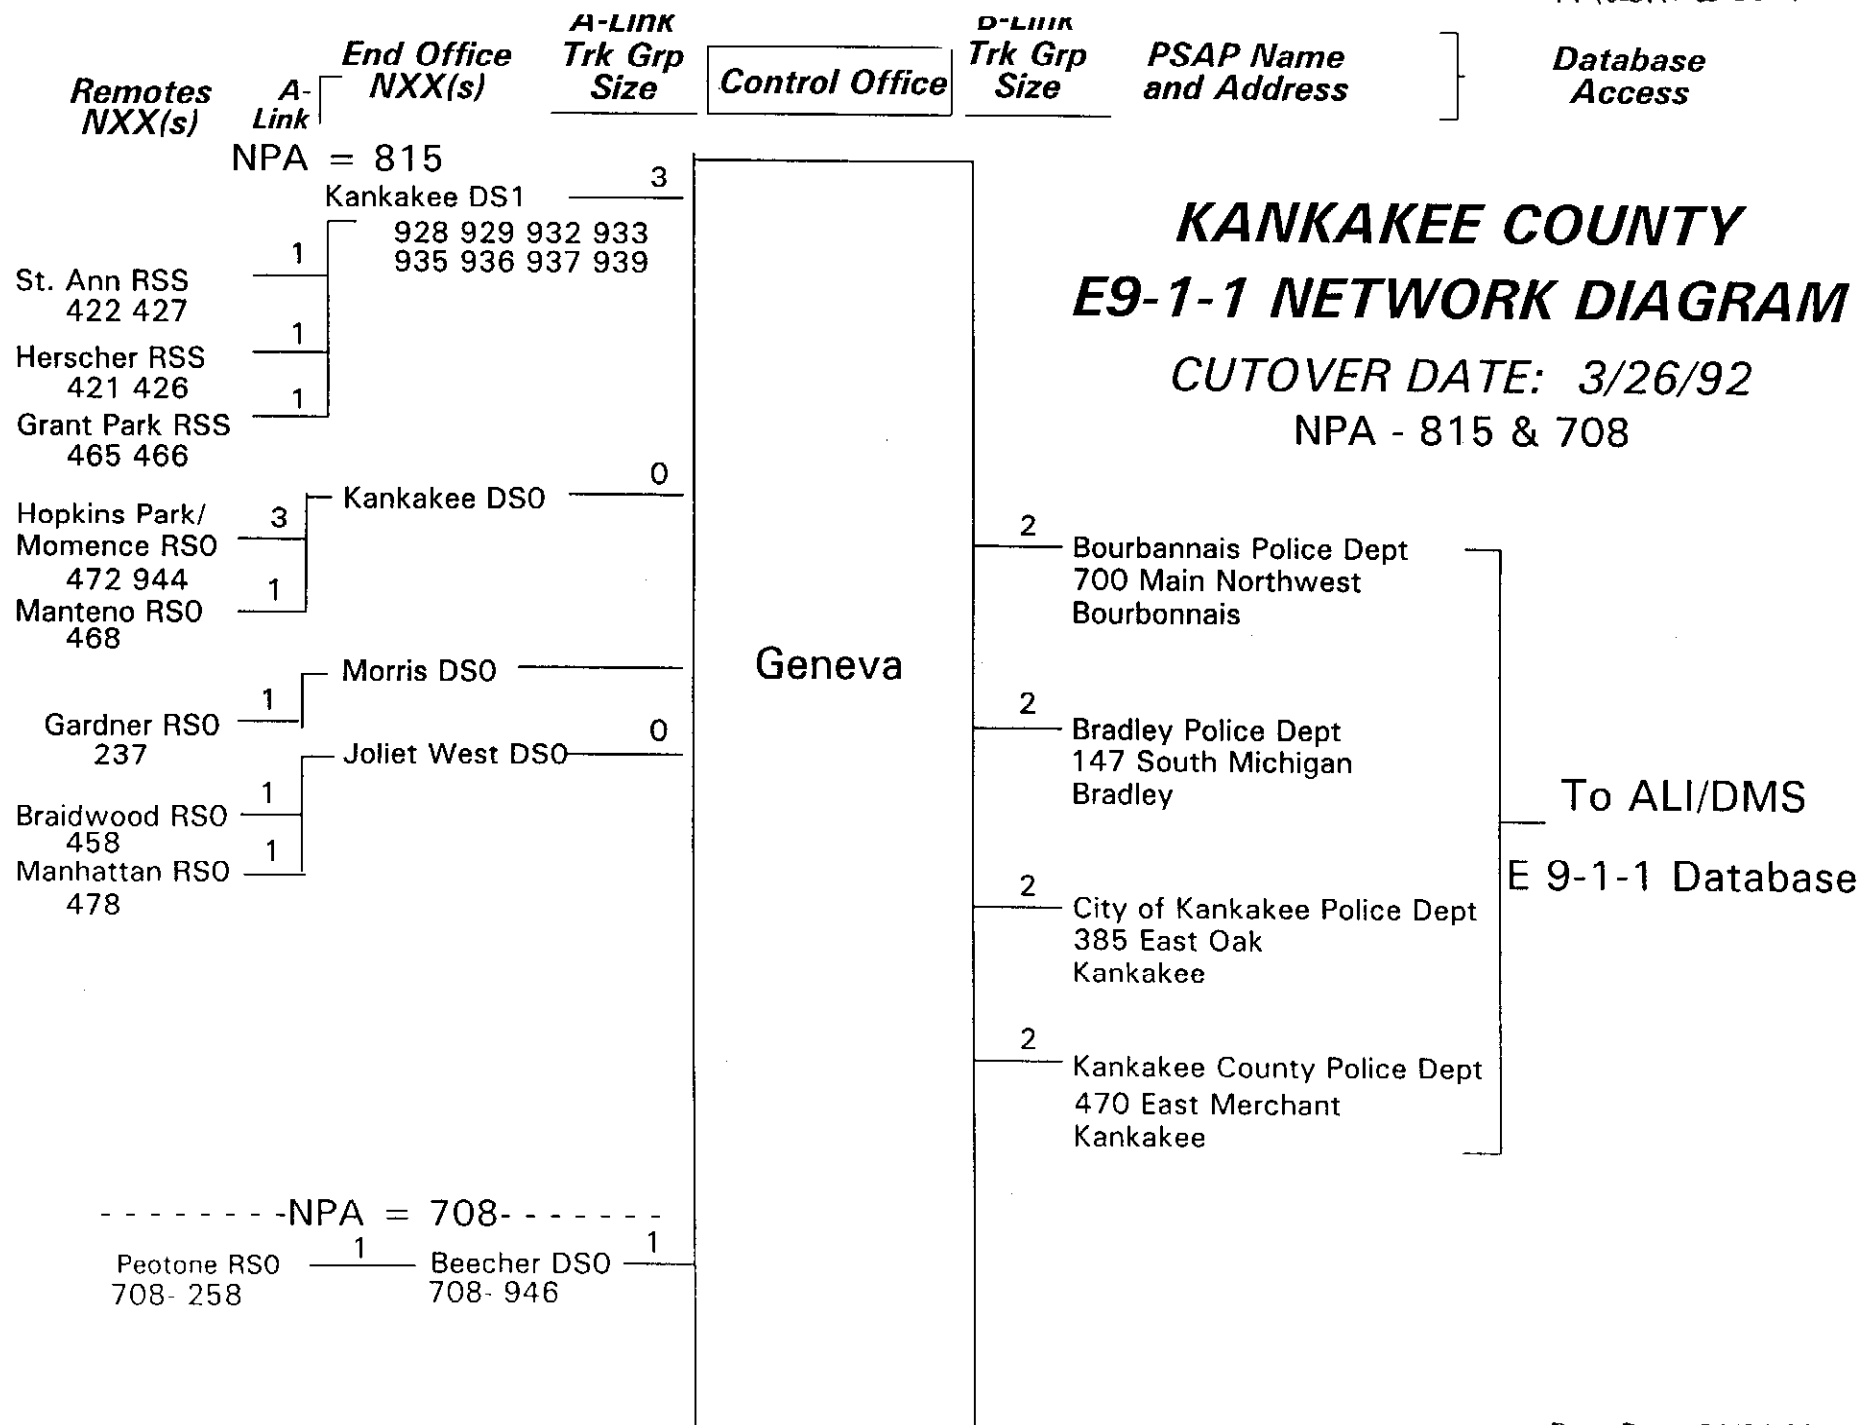 Remotes
NXX(s)
A-
Link
End Office
NXX(s)
A-Link
Trk Grp
Size
Control Office
D-Link
Trk Grp
Size
PSAP Name
and Address
Database
Access
KANKAKEE COUNTY
E9-1-1 NETWORK DIAGRAM
CUTOVER DATE: 3/26/92
NPA - 815 & 708
NPA = 815
Kankakee DS1
3
928 929 932 933
935 936 937 939
1
St. Ann RSS
422 427
1
Herscher RSS
421 426
1
Grant Park RSS
465 466
Kankakee DS0
0
Hopkins Park/
3
Momence RS0
472 944
1
Manteno RS0
468
Morris DS0
1
Gardner RS0
237
Joliet West DS0
0
1
Braidwood RS0
458
1
Manhattan RS0
478
Geneva
2
Bourbannais Police Dept
700 Main Northwest
Bourbonnais
2
Bradley Police Dept
147 South Michigan
Bradley
2
City of Kankakee Police Dept
385 East Oak
Kankakee
2
Kankakee County Police Dept
470 East Merchant
Kankakee
To ALI/DMS
E 9-1-1 Database
- - - - - - - -NPA = 708- - - - - - -
Peotone RS0
708- 258
1
Beecher DS0
708- 946
1